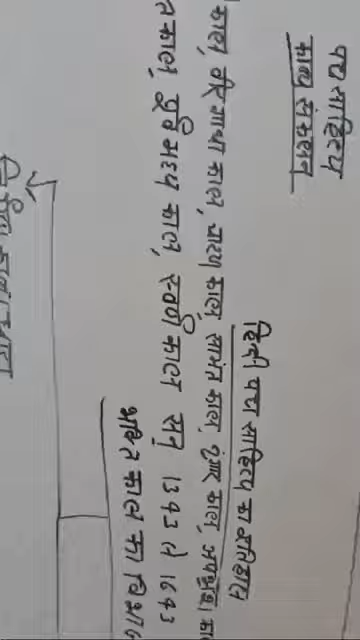 पद्य साहित्य
काव्य संकलन
हिन्दी पद्य साहित्य का इतिहास
काल, वीरगाथा काल, चारण काल, सामंत काल, श्रृंगार काल, अपभ्रंश का
काल, पूर्व मध्य काल, स्वर्ण काल सन् 1343 से 1643
भक्ति काल का विभा